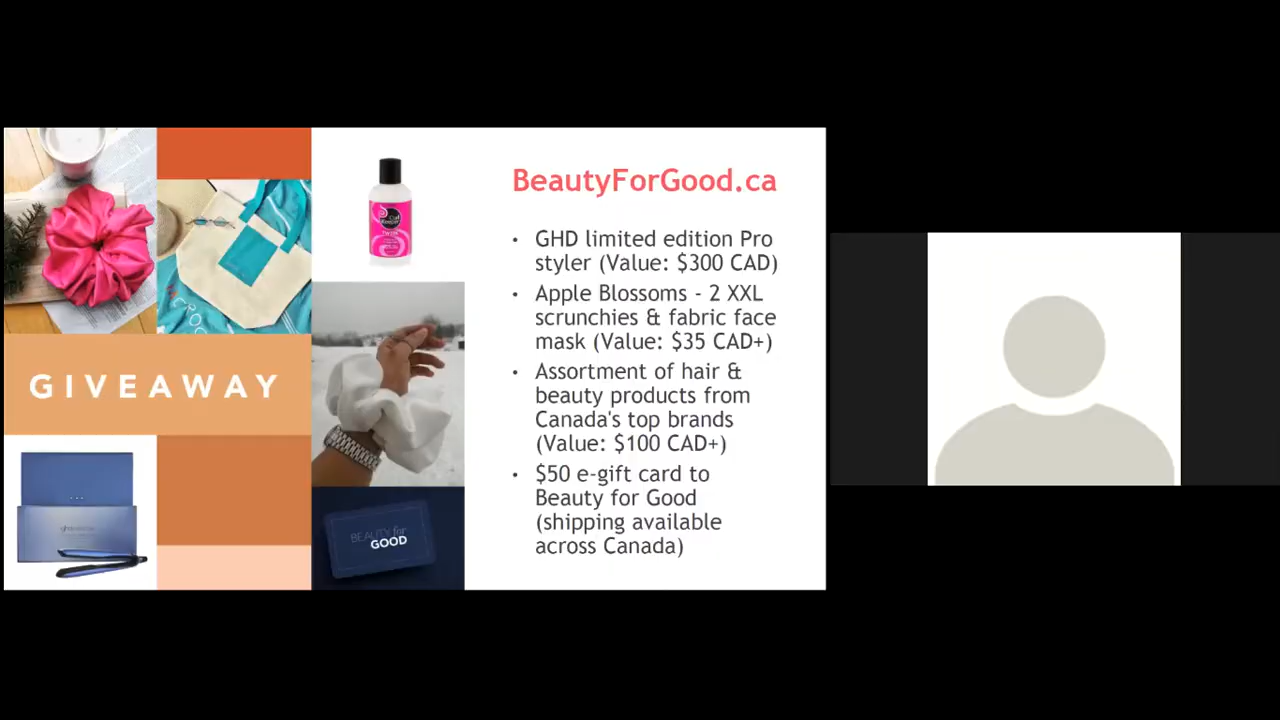 BeautyForGood.ca
• GHD limited edition Pro
styler (Value: $300 CAD)
• Apple Blossoms - 2 XXL
scrunchies & fabric face
mask (Value: $35 CAD+)
• Assortment of hair &
beauty products from
Canada's top brands
(Value: $100 CAD+)
• $50 e-gift card to
Beauty for Good
(shipping available
across Canada)
GIVEAWAY
BEAUTY for
GOOD